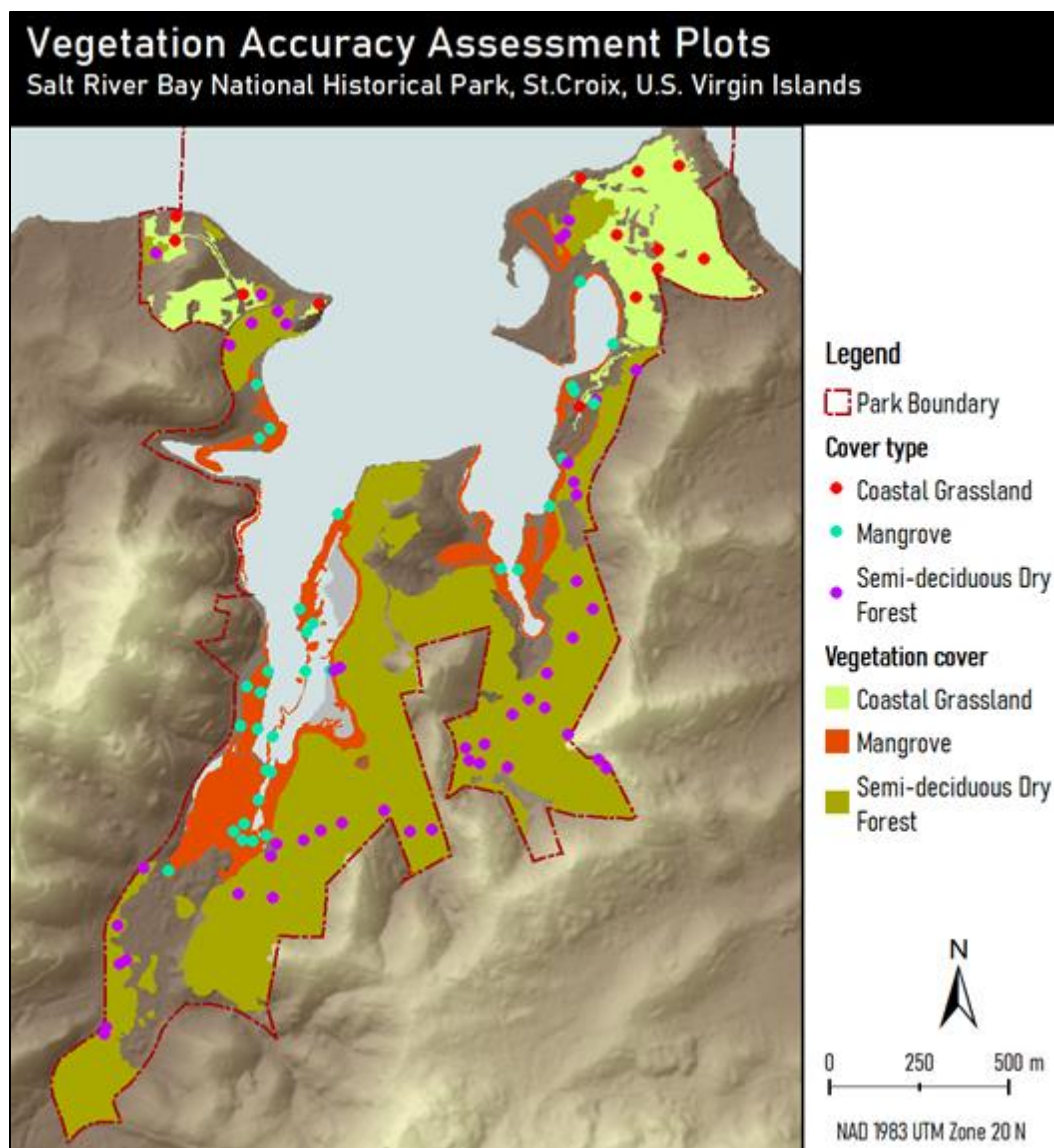 Vegetation Accuracy Assessment Plots
Salt River Bay National Historical Park, St.Croix, U.S. Virgin Islands
Legend
Park Boundary
Cover type
Coastal Grassland
Mangrove
Semi-deciduous Dry
Forest
Vegetation cover
Coastal Grassland
Mangrove
Semi-deciduous Dry
Forest
N
0 250 500 m
NAD 1983 UTM Zone 20 N